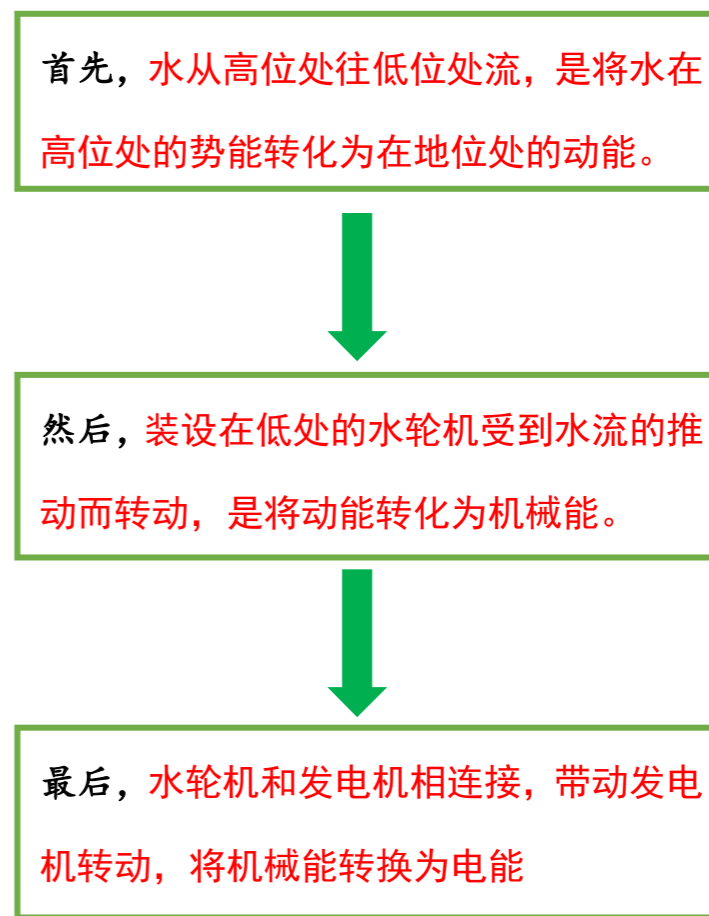 首先，水从高位处往低位处流，是将水在
高位处的势能转化为在地位处的动能。
然后，装设在低处的水轮机受到水流的推
动而转动，是将动能转化为机械能。
最后，水轮机和发电机相连接，带动发电
机转动，将机械能转换为电能